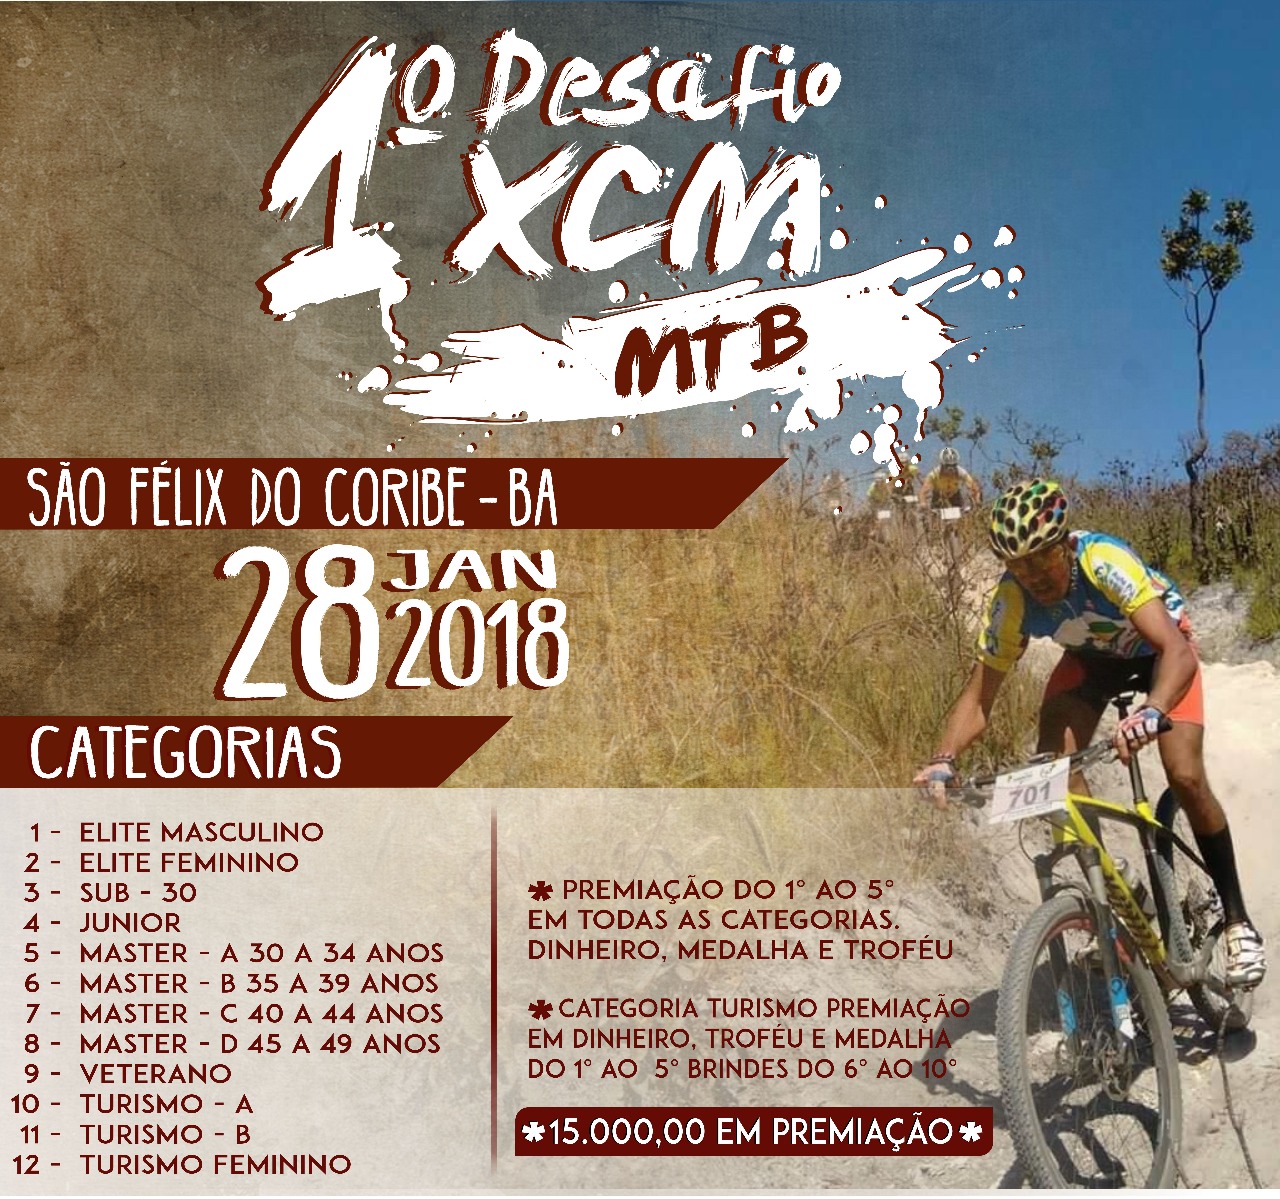 1º Desafio
XCM
MTB
SÃO FÉLIX DO CORIBE - BA
28 JAN
2018
CATEGORIAS
1 - ELITE MASCULINO
2 - ELITE FEMININO
3 - SUB - 30
4 - JUNIOR
5 - MASTER - A 30 A 34 ANOS
6 - MASTER - B 35 A 39 ANOS
7 - MASTER - C 40 A 44 ANOS
8 - MASTER - D 45 A 49 ANOS
9 - VETERANO
10 - TURISMO - A
11 - TURISMO - B
12 - TURISMO FEMININO
* PREMIAÇÃO DO 1° AO 5°
EM TODAS AS CATEGORIAS.
DINHEIRO, MEDALHA E TROFÉU
* CATEGORIA TURISMO PREMIAÇÃO
EM DINHEIRO, TROFÉU E MEDALHA
DO 1° AO 5° BRINDES DO 6° AO 10°
*15.000,00 EM PREMIAÇÃO*
701